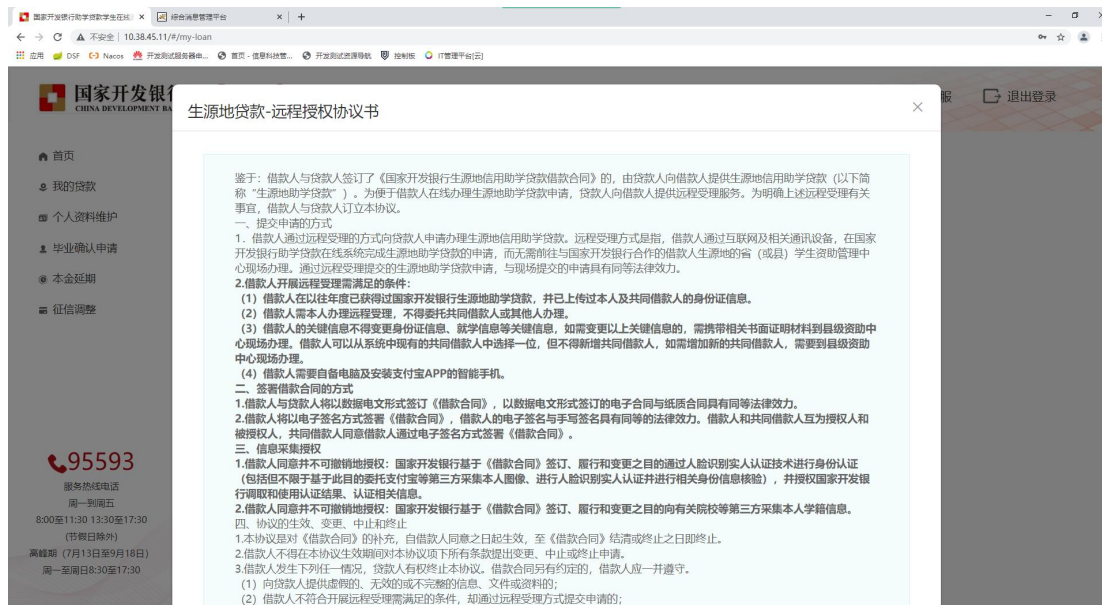 国家开发银行助学贷款学生在线
综合消息管理平台
不安全 | 10.38.45.11/#/my-loan
应用 DSF Nacos 开发测试服务器申... 首页 - 信息科技管... 开发测试资源导航 控制板 IT管理平台[云]
国家开发银行
CHINA DEVELOPMENT BA
服 退出登录
生源地贷款-远程授权协议书
首页
我的贷款
个人资料维护
毕业确认申请
本金延期
征信调整
95593
服务热线电话
周一到周五
8:00至11:30 13:30至17:30
(节假日除外)
高峰期（7月13日至9月18日）
周一至周日8:30至17:30
鉴于：借款人与贷款人签订了《国家开发银行生源地信用助学贷款借款合同》的，由贷款人向借款人提供生源地信用助学贷款（以下简
称“生源地助学贷款”）。为便于借款人在线办理生源地助学贷款申请，贷款人向借款人提供远程受理服务。为明确上述远程受理有关
事宜，借款人与贷款人订立本协议。
一、提交申请的方式
1．借款人通过远程受理的方式向贷款人申请办理生源地信用助学贷款。远程受理方式是指，借款人通过互联网及相关通讯设备，在国家
开发银行助学贷款在线系统完成生源地助学贷款的申请，而无需前往与国家开发银行合作的借款人生源地的省（或县）学生资助管理中
心现场办理。通过远程受理提交的生源地助学贷款申请，与现场提交的申请具有同等法律效力。
2.借款人开展远程受理需满足的条件：
（1）借款人在以往年度已获得过国家开发银行生源地助学贷款，并已上传过本人及共同借款人的身份证信息。
（2）借款人需本人办理远程受理，不得委托共同借款人或其他人办理。
（3）借款人的关键信息不得变更身份证信息、就学信息等关键信息，如需变更以上关键信息的，需携带相关书面证明材料到县级资助中
心现场办理。借款人可以从系统中现有的共同借款人中选择一位，但不得新增共同借款人，如需增加新的共同借款人，需要到县级资助
中心现场办理。
（4）借款人需要自备电脑及安装支付宝APP的智能手机。
二、签署借款合同的方式
1.借款人与贷款人将以数据电文形式签订《借款合同》，以数据电文形式签订的电子合同与纸质合同具有同等法律效力。
2.借款人将以电子签名方式签署《借款合同》，借款人的电子签名与手写签名具有同等的法律效力。借款人和共同借款人互为授权人和
被授权人，共同借款人同意借款人通过电子签名方式签署《借款合同》。
三、信息采集授权
1.借款人同意并不可撤销地授权：国家开发银行基于《借款合同》签订、履行和变更之目的通过人脸识别实人认证技术进行身份认证
（包括但不限于基于此目的委托支付宝等第三方采集本人图像、进行人脸识别实人认证并进行相关身份信息核验），并授权国家开发银
行调取和使用认证结果、认证相关信息。
2.借款人同意并不可撤销地授权：国家开发银行基于《借款合同》签订、履行和变更之目的向有关院校等第三方采集本人学籍信息。
四、协议的生效、变更、中止和终止
1.本协议是对《借款合同》的补充，自借款人同意之日起生效，至《借款合同》结清或终止之日即终止。
2.借款人不得在本协议生效期间对本协议项下所有条款提出变更、中止或终止申请。
3.借款人发生下列任一情况，贷款人有权终止本协议。借款合同另有约定的，借款人应一并遵守。
（1）向贷款人提供虚假的、无效的或不完整的信息、文件或资料的；
（2）借款人不符合开展远程受理需满足的条件，却通过远程受理方式提交申请的；